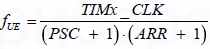 f_UE = TIMx_CLK / ((PSC + 1)·(ARR + 1))